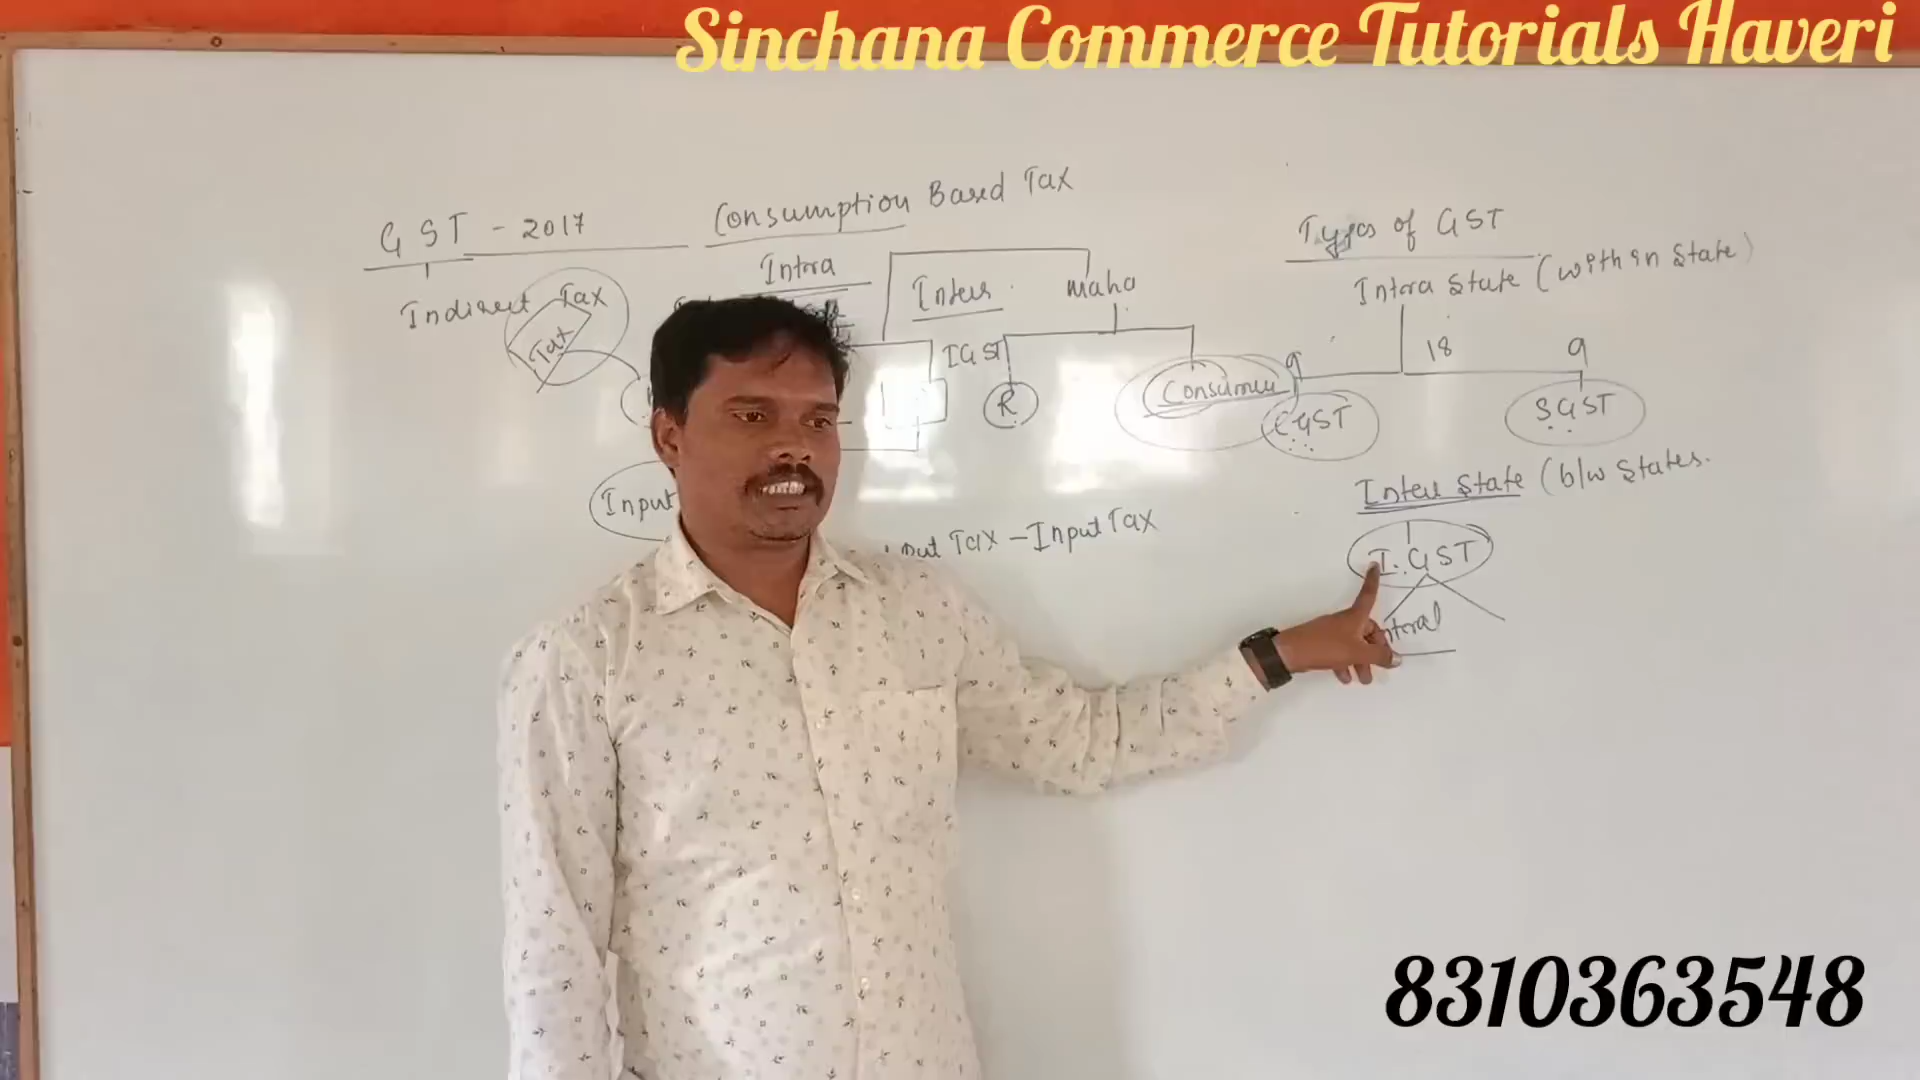 Sinchana Commerce Tutorials Haveri
GST - 2017
Consumption Based Tax
Indirect Tax
Tax
Intra
Inter
Maha
IGST
R
Consumer
Input
Tax - Input Tax
Types of GST
Intra State (within State)
9
18
9
CGST
SGST
Inter State (b/w States.
I.GST
8310363548